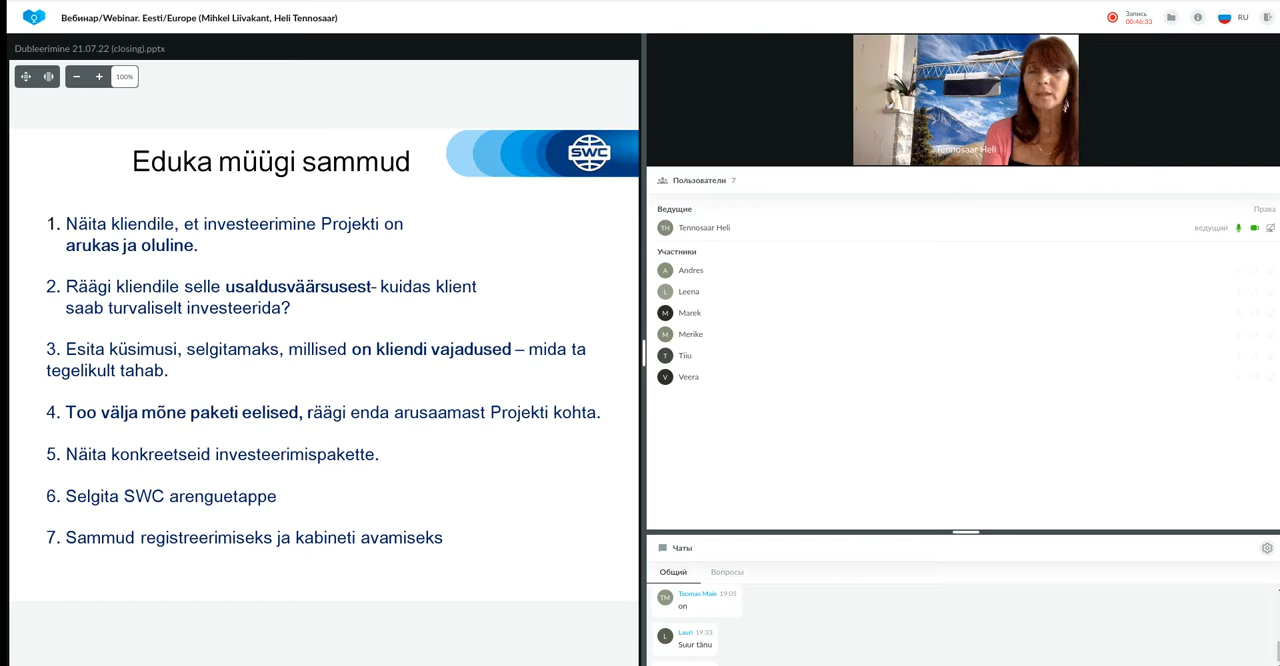 Вебинар/Webinar. Eesti/Europe (Mihkel Liivakant, Heli Tennosaar)
Запись
00:46:33
RU
Dubleerimine 21.07.22 (closing).pptx
100%
Eduka müügi sammud
SWC
1. Näita kliendile, et investeerimine Projekti on
arukas ja oluline.
2. Räägi kliendile selle usaldusväärsusest- kuidas klient
saab turvaliselt investeerida?
3. Esita küsimusi, selgitamaks, millised on kliendi vajadused – mida ta
tegelikult tahab.
4. Too välja mõne paketi eelised, räägi enda arusaamast Projekti kohta.
5. Näita konkreetseid investeerimispakette.
6. Selgita SWC arenguetappe
7. Sammud registreerimiseks ja kabineti avamiseks
Tennosaar Heli
Пользователи 7
Ведущие
Права
TH Tennosaar Heli
ведущий
Участники
A Andres
L Leena
M Marek
M Merike
T Tiiu
V Veera
Чаты
Общий Вопросы
TM Toomas Maie 19:05
on
L Lauri 19:33
Suur tänu